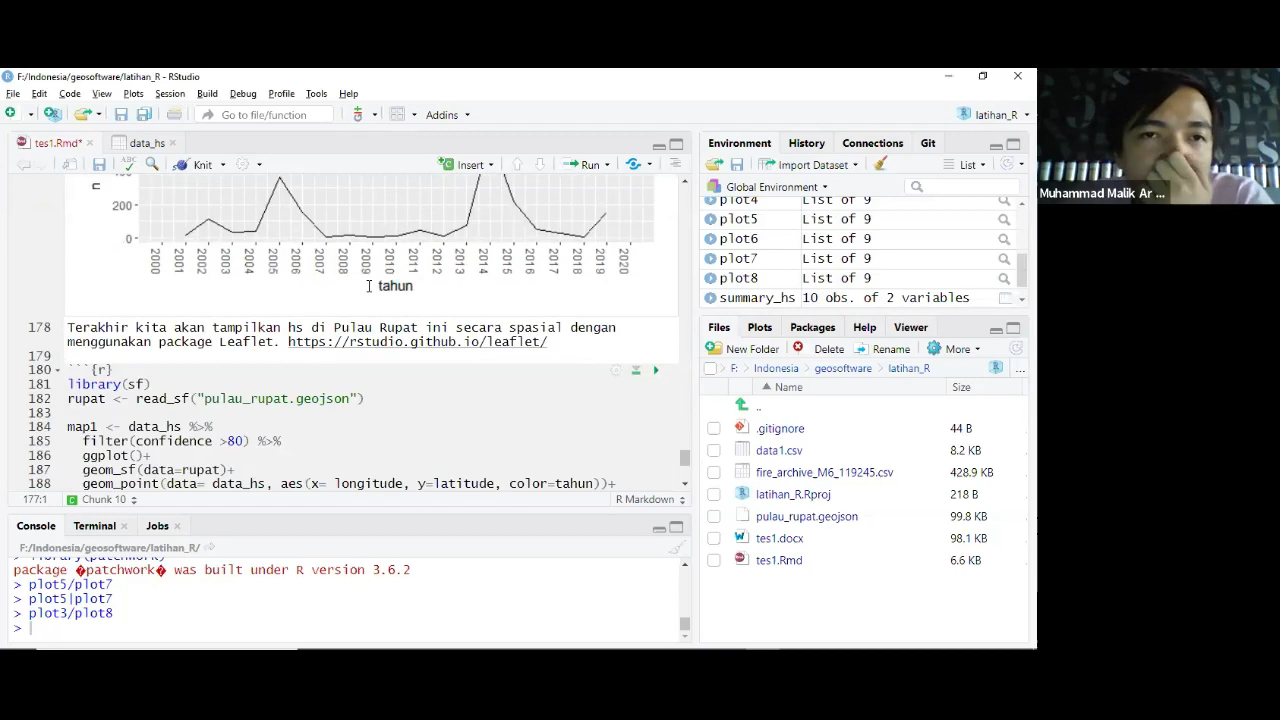 F:/Indonesia/geosoftware/latihan_R - RStudio
File Edit Code View Plots Session Build Debug Profile Tools Help
Go to file/function Addins latihan_R
tes1.Rmd* data_hs
Knit Insert Run
n
200
0
2000 2001 2002 2003 2004 2005 2006 2007 2008 2009 2010 2011 2012 2013 2014 2015 2016 2017 2018 2019 2020
tahun
178 Terakhir kita akan tampilkan hs di Pulau Rupat ini secara spasial dengan
menggunakan package Leaflet. https://rstudio.github.io/leaflet/
179
180 ```{r}
181 library(sf)
182 rupat <- read_sf("pulau_rupat.geojson")
183
184 map1 <- data_hs %>%
185 filter(confidence >80) %>%
186 ggplot()+
187 geom_sf(data=rupat)+
188 geom_point(data= data_hs, aes(x= longitude, y=latitude, color=tahun))+
177:1 Chunk 10 R Markdown
Console Terminal Jobs
F:/Indonesia/geosoftware/latihan_R/
package �patchwork� was built under R version 3.6.2
> plot5/plot7
> plot5|plot7
> plot3/plot8
>
Environment History Connections Git
Import Dataset List
Global Environment
plot4 List of 9
plot5 List of 9
plot6 List of 9
plot7 List of 9
plot8 List of 9
summary_hs 10 obs. of 2 variables
Files Plots Packages Help Viewer
New Folder Delete Rename More
F: Indonesia geosoftware latihan_R ...
Name Size
..
.gitignore 44 B
data1.csv 8.2 KB
fire_archive_M6_119245.csv 428.9 KB
latihan_R.Rproj 218 B
pulau_rupat.geojson 99.8 KB
tes1.docx 98.1 KB
tes1.Rmd 6.6 KB
Muhammad Malik Ar ...